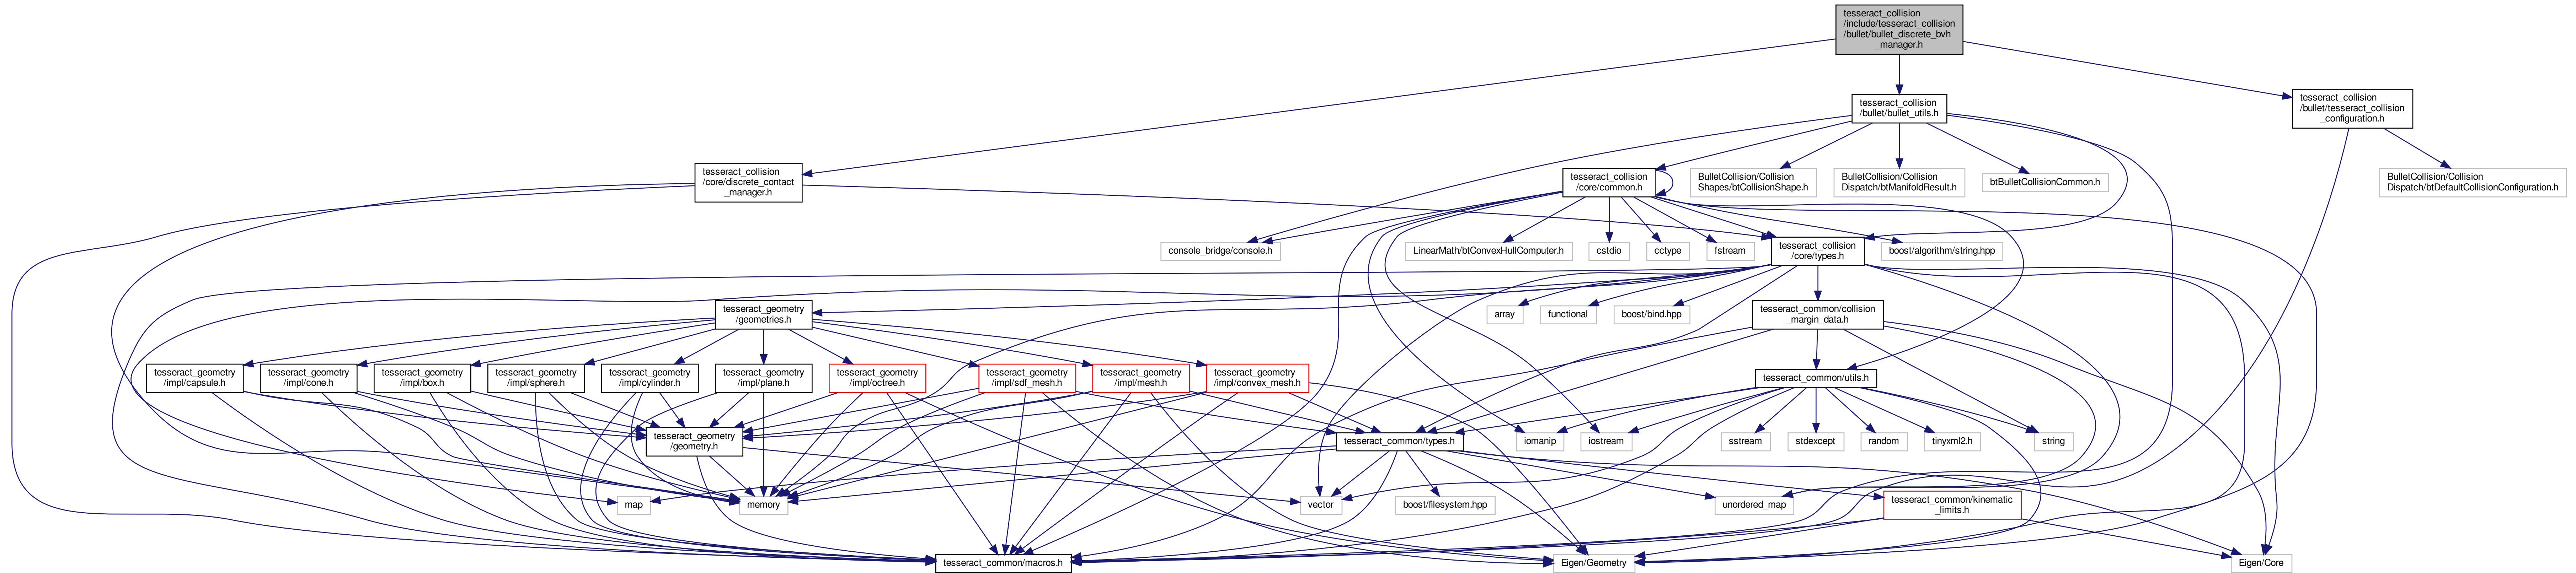 tesseract_collision
/include/tesseract_collision
/bullet/bullet_discrete_bvh
_manager.h
tesseract_collision
/bullet/bullet_utils.h
tesseract_collision
/bullet/tesseract_collision
_configuration.h
tesseract_collision
/core/discrete_contact
_manager.h
tesseract_collision
/core/common.h
BulletCollision/Collision
Shapes/btCollisionShape.h
BulletCollision/Collision
Dispatch/btManifoldResult.h
btBulletCollisionCommon.h
BulletCollision/Collision
Dispatch/btDefaultCollisionConfiguration.h
console_bridge/console.h
LinearMath/btConvexHullComputer.h
cstdio
cctype
fstream
tesseract_collision
/core/types.h
boost/algorithm/string.hpp
tesseract_geometry
/geometries.h
array
functional
boost/bind.hpp
tesseract_common/collision
_margin_data.h
tesseract_geometry
/impl/capsule.h
tesseract_geometry
/impl/cone.h
tesseract_geometry
/impl/box.h
tesseract_geometry
/impl/sphere.h
tesseract_geometry
/impl/cylinder.h
tesseract_geometry
/impl/plane.h
tesseract_geometry
/impl/octree.h
tesseract_geometry
/impl/sdf_mesh.h
tesseract_geometry
/impl/mesh.h
tesseract_geometry
/impl/convex_mesh.h
tesseract_common/utils.h
tesseract_geometry
/geometry.h
tesseract_common/types.h
iomanip
iostream
sstream
stdexcept
random
tinyxml2.h
string
map
memory
vector
boost/filesystem.hpp
unordered_map
tesseract_common/kinematic
_limits.h
tesseract_common/macros.h
Eigen/Geometry
Eigen/Core